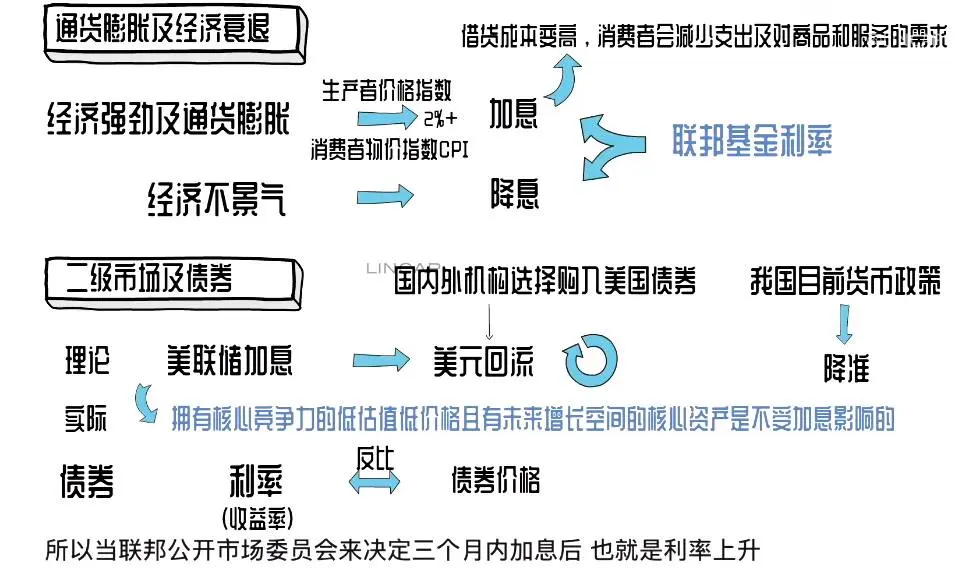 通货膨胀及经济衰退
借贷成本变高，消费者会减少支出及对商品和服务的需求
生产者价格指数
经济强劲及通货膨胀
2%+
加息
消费者物价指数CPI
联邦基金利率
经济不景气
降息
二级市场及债券
国内外机构选择购入美国债券
我国目前货币政策
理论
美联储加息
美元回流
降准
实际
拥有核心竞争力的低估值低价格且有未来增长空间的核心资产是不受加息影响的
反比
债券
利率
债券价格
(收益率)
所以当联邦公开市场委员会来决定三个月内加息后 也就是利率上升